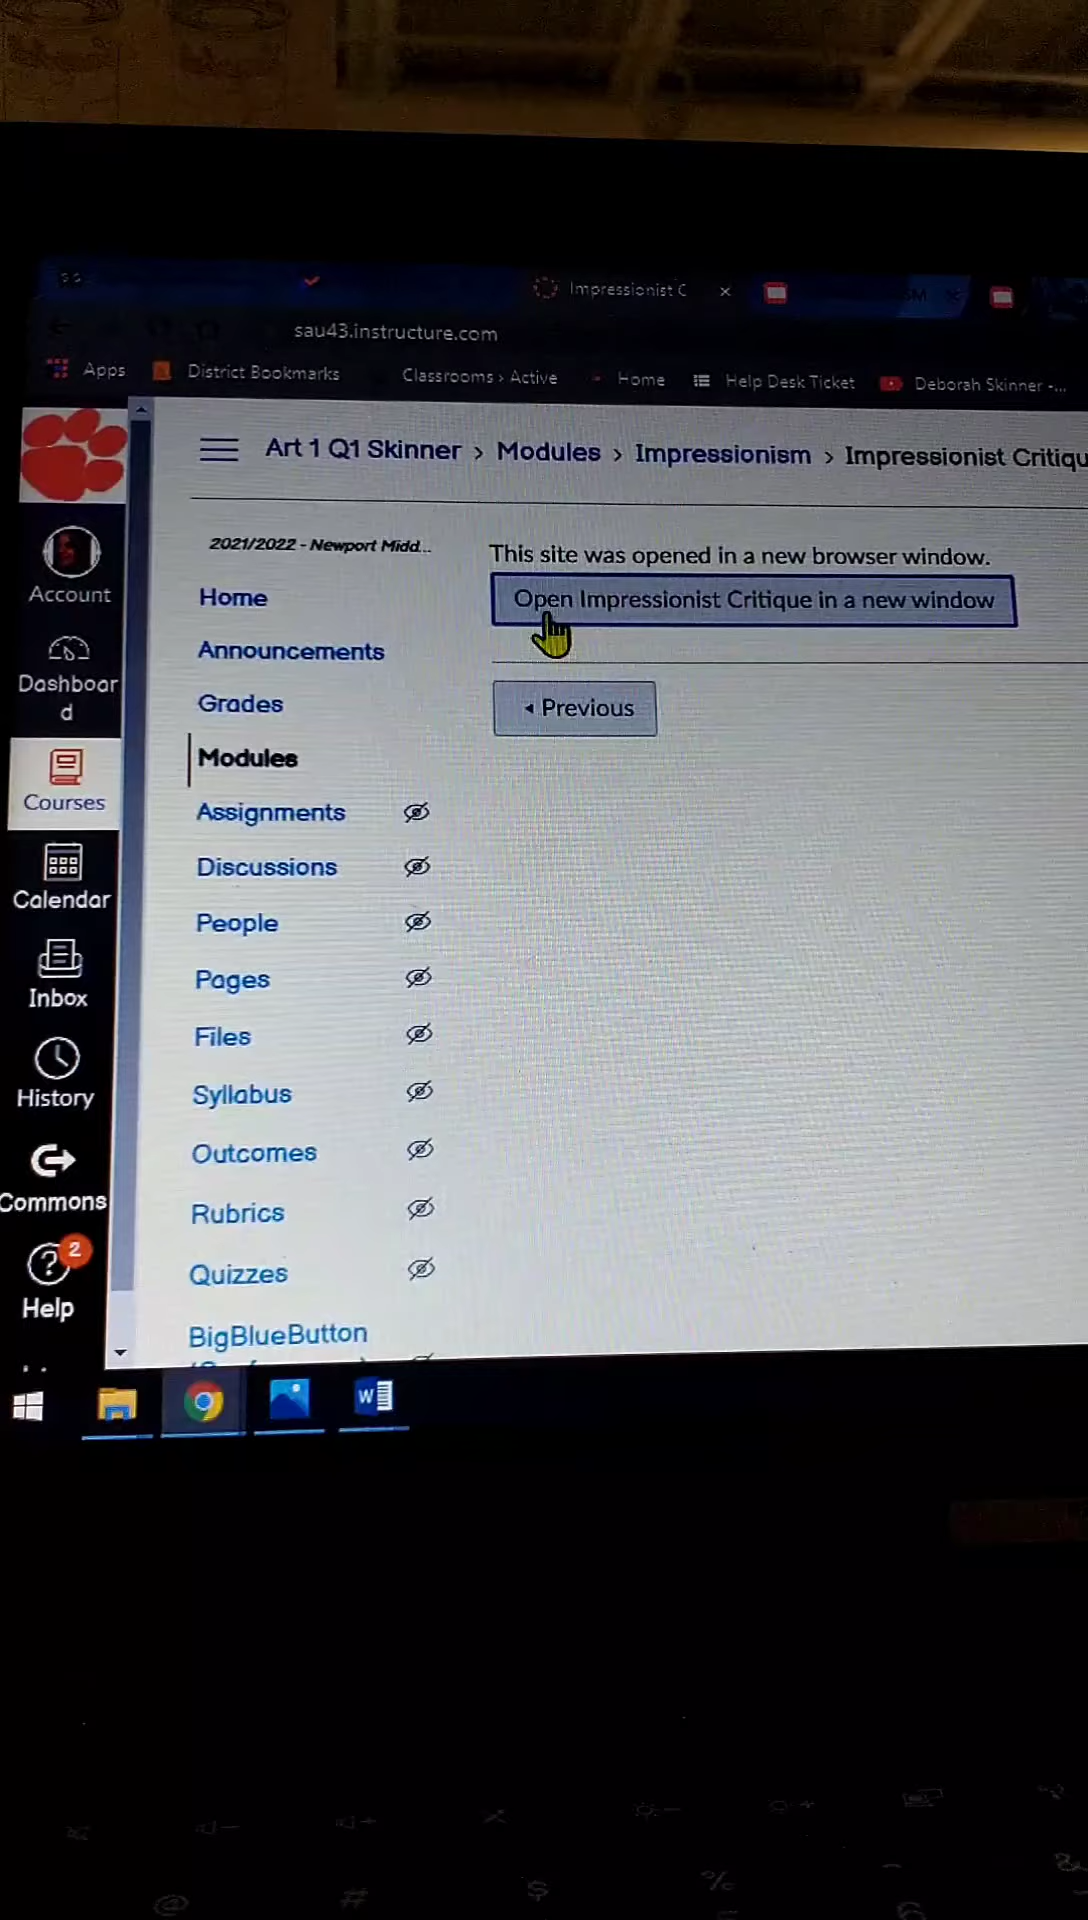 Impressionist C
sau43.instructure.com
Apps District Bookmarks Classrooms › Active Home Help Desk Ticket Deborah Skinner -...
Art 1 Q1 Skinner › Modules › Impressionism › Impressionist Critiqu
2021/2022 - Newport Midd...
This site was opened in a new browser window.
Open Impressionist Critique in a new window
Previous
Account
Dashboar
d
Courses
Calendar
Inbox
History
Commons
2
Help
Home
Announcements
Grades
Modules
Assignments
Discussions
People
Pages
Files
Syllabus
Outcomes
Rubrics
Quizzes
BigBlueButton
W
@ # $ %